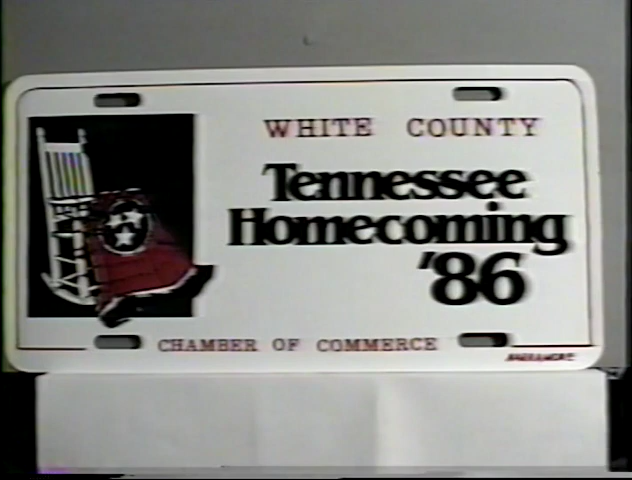 WHITE COUNTY
Tennessee
Homecoming
'86
CHAMBER OF COMMERCE